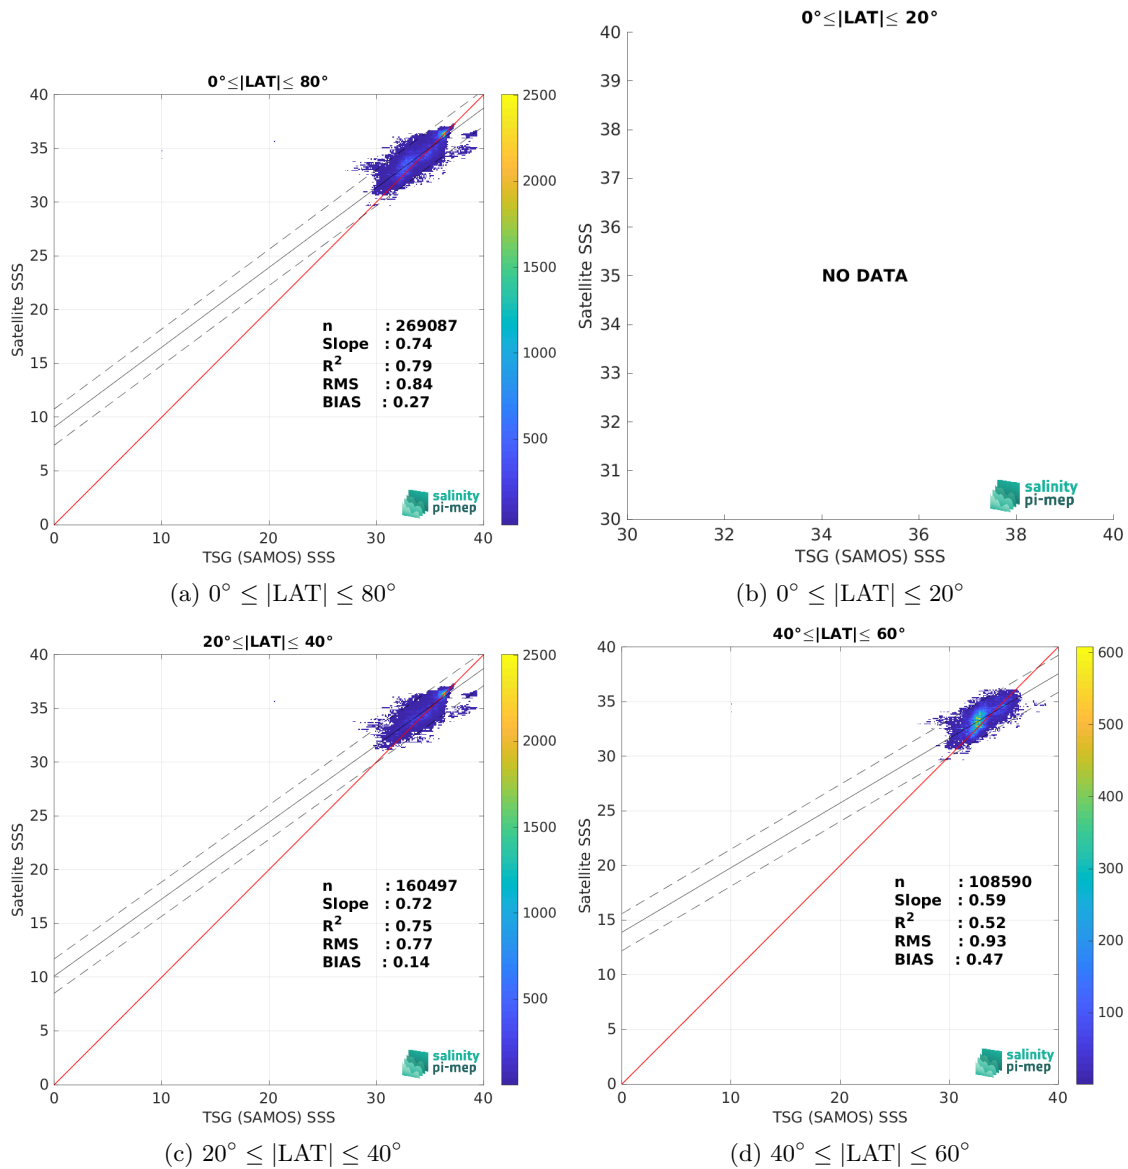 0°≤|LAT|≤ 80°
40
35
30
25
20
15
10
5
0
Satellite SSS
n : 269087
Slope : 0.74
R² : 0.79
RMS : 0.84
BIAS : 0.27
salinity
pi-mep
0 10 20 30 40
TSG (SAMOS) SSS
2500
2000
1500
1000
500
(a) 0° ≤ |LAT| ≤ 80°
0°≤|LAT|≤ 20°
40
39
38
37
36
35
34
33
32
31
30
Satellite SSS
NO DATA
salinity
pi-mep
30 32 34 36 38 40
TSG (SAMOS) SSS
(b) 0° ≤ |LAT| ≤ 20°
20°≤|LAT|≤ 40°
40
35
30
25
20
15
10
5
0
Satellite SSS
n : 160497
Slope : 0.72
R² : 0.75
RMS : 0.77
BIAS : 0.14
salinity
pi-mep
0 10 20 30 40
TSG (SAMOS) SSS
2500
2000
1500
1000
500
(c) 20° ≤ |LAT| ≤ 40°
40°≤|LAT|≤ 60°
40
35
30
25
20
15
10
5
0
Satellite SSS
n : 108590
Slope : 0.59
R² : 0.52
RMS : 0.93
BIAS : 0.47
salinity
pi-mep
0 10 20 30 40
TSG (SAMOS) SSS
600
500
400
300
200
100
(d) 40° ≤ |LAT| ≤ 60°